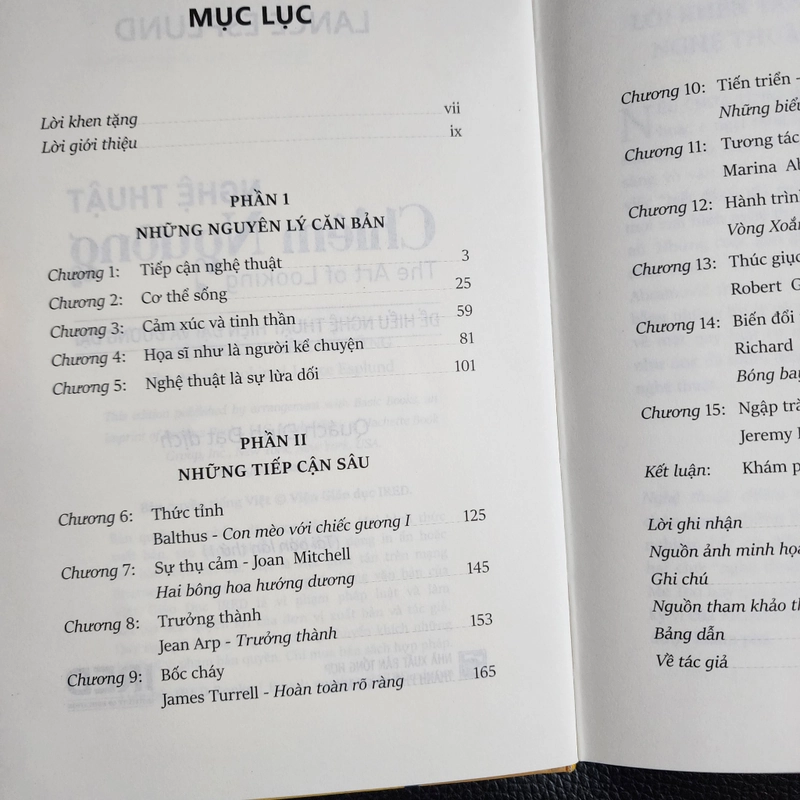 MỤC LỤC
Lời khen tặng vii
Lời giới thiệu ix
PHẦN 1
NHỮNG NGUYÊN LÝ CĂN BẢN
Chương 1: Tiếp cận nghệ thuật 3
Chương 2: Cơ thể sống 25
Chương 3: Cảm xúc và tinh thần 59
Chương 4: Họa sĩ như là người kể chuyện 81
Chương 5: Nghệ thuật là sự lừa dối 101
PHẦN II
NHỮNG TIẾP CẬN SÂU
Chương 6: Thức tỉnh
Balthus - Con mèo với chiếc gương I 125
Chương 7: Sự thụ cảm - Joan Mitchell
Hai bông hoa hướng dương 145
Chương 8: Trưởng thành
Jean Arp - Trưởng thành 153
Chương 9: Bốc cháy
James Turrell - Hoàn toàn rõ ràng 165
Chương 10: Tiến triển -
Những biểu
Chương 11: Tương tác
Marina Ab
Chương 12: Hành trình
Vòng Xoắn
Chương 13: Thúc giục
Robert G
Chương 14: Biến đổi
Richard
Bóng bay
Chương 15: Ngập trà
Jeremy
Kết luận: Khám p
Lời ghi nhận
Nguồn ảnh minh họa
Ghi chú
Nguồn tham khảo th
Bảng dẫn
Về tác giả